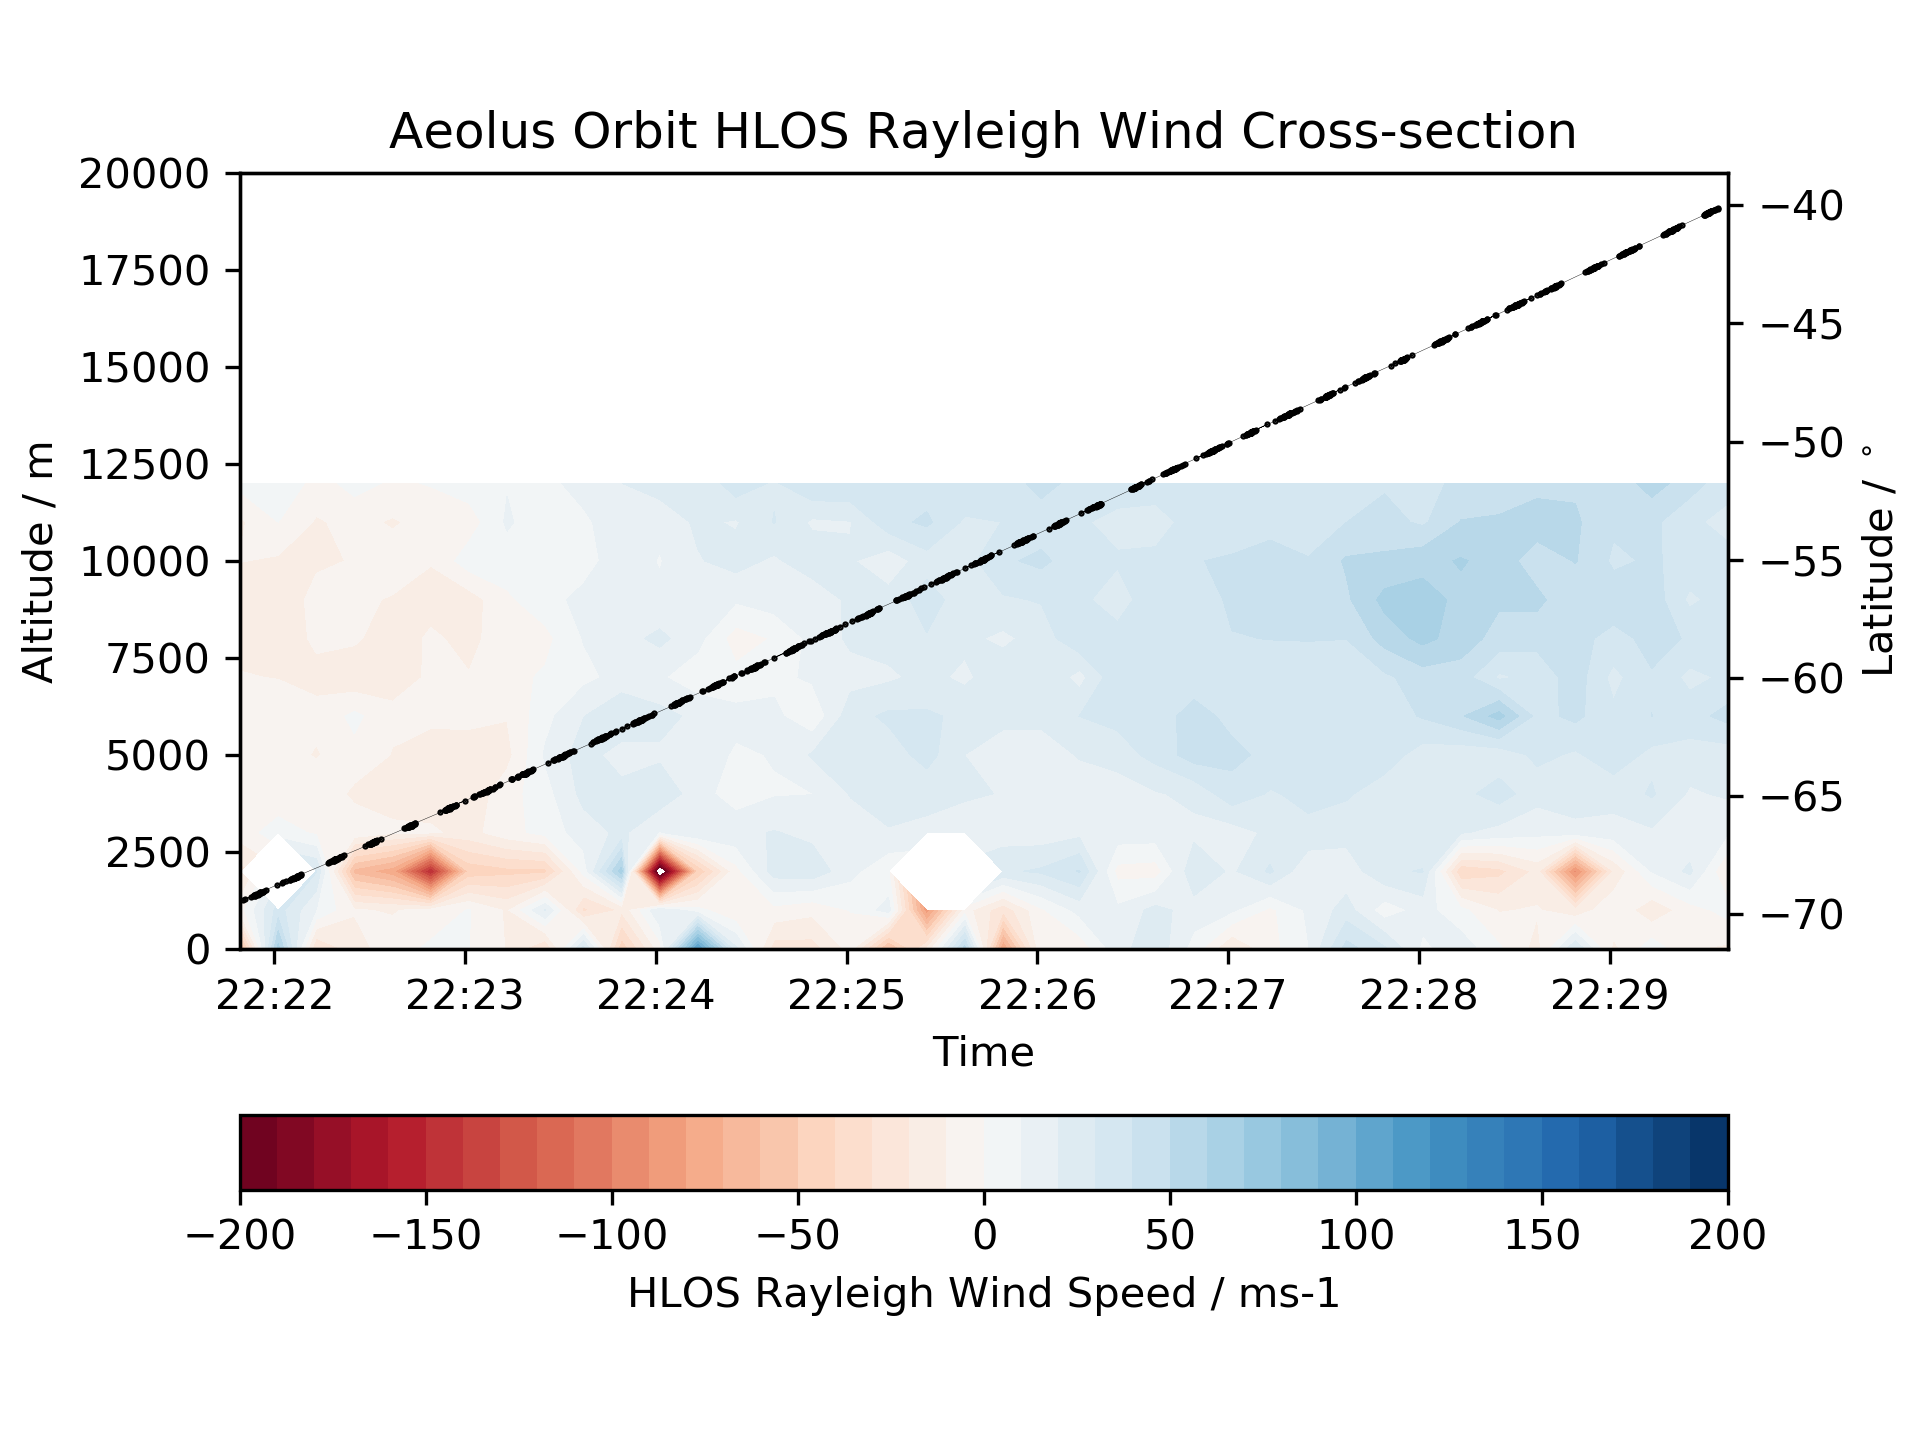 Aeolus Orbit HLOS Rayleigh Wind Cross-section
20000
17500
15000
12500
10000
7500
5000
2500
0
Altitude / m
−40
−45
−50
−55
−60
−65
−70
Latitude / °
22:22 22:23 22:24 22:25 22:26 22:27 22:28 22:29
Time
−200 −150 −100 −50 0 50 100 150 200
HLOS Rayleigh Wind Speed / ms-1